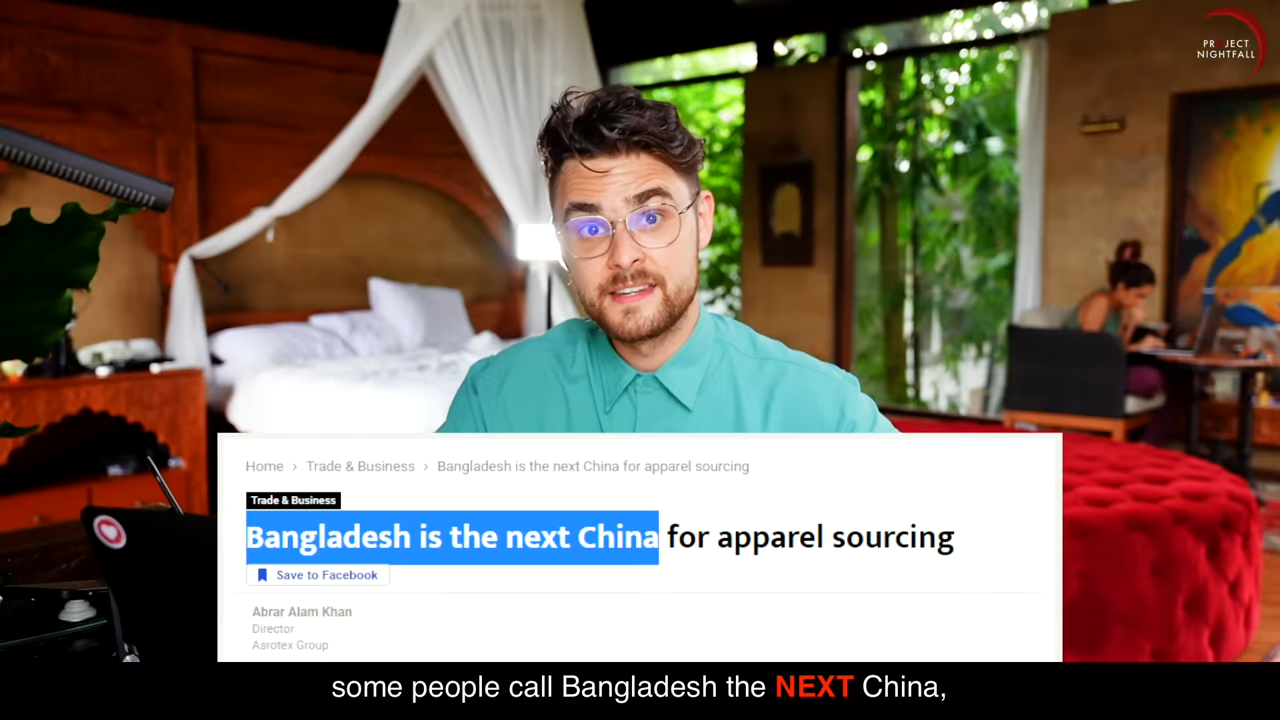 PROJECT
NIGHTFALL
Home › Trade & Business › Bangladesh is the next China for apparel sourcing
Trade & Business
Bangladesh is the next China for apparel sourcing
Save to Facebook
Abrar Alam Khan
Director
Asrotex Group
some people call Bangladesh the NEXT China,